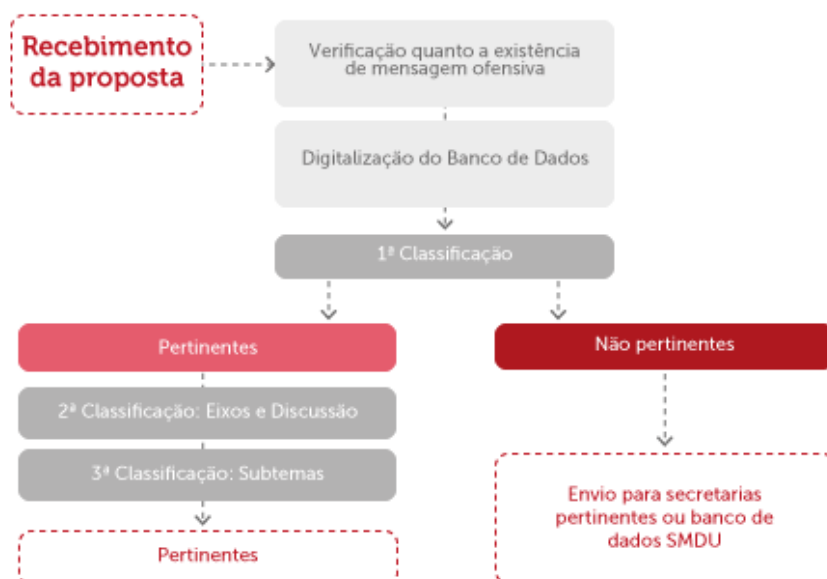 Recebimento
da proposta
Verificação quanto a existência
de mensagem ofensiva
Digitalização do Banco de Dados
1ª Classificação
Pertinentes
Não pertinentes
2ª Classificação: Eixos e Discussão
3ª Classificação: Subtemas
Envio para secretarias
pertinentes ou banco de
dados SMDU
Pertinentes